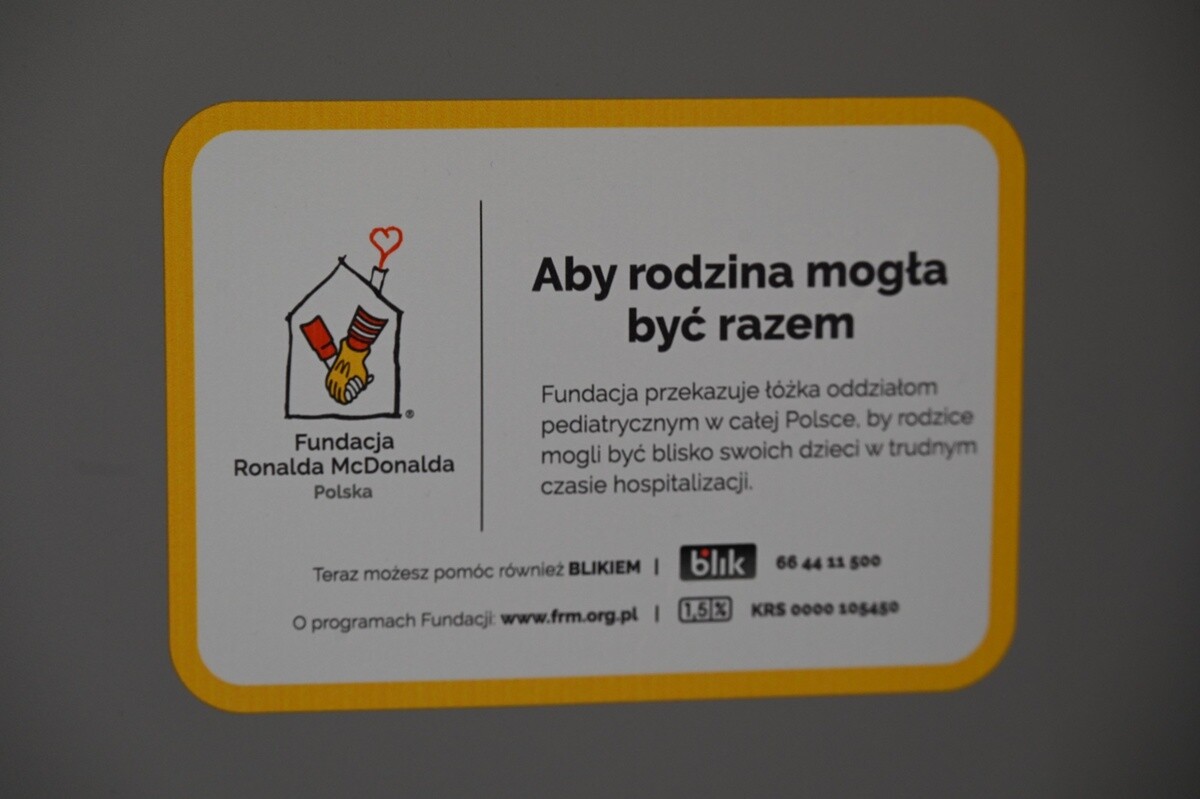 Fundacja
Ronalda McDonalda
Polska
Aby rodzina mogła
być razem
Fundacja przekazuje łóżka oddziałom
pediatrycznym w całej Polsce, by rodzice
mogli być blisko swoich dzieci w trudnym
czasie hospitalizacji.
Teraz możesz pomóc również BLIKIEM | blik 66 44 11 500
O programach Fundacji: www.frm.org.pl | 1,5% KRS 0000 105450